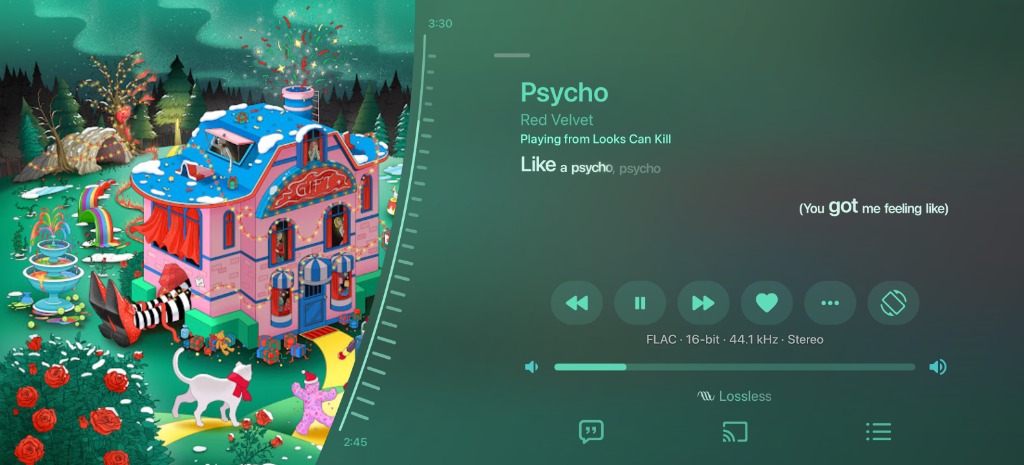 3:30
Psycho
Red Velvet
Playing from Looks Can Kill
Like a psycho, psycho
(You got me feeling like)
GIFT
FLAC · 16-bit · 44.1 kHz · Stereo
Lossless
2:45